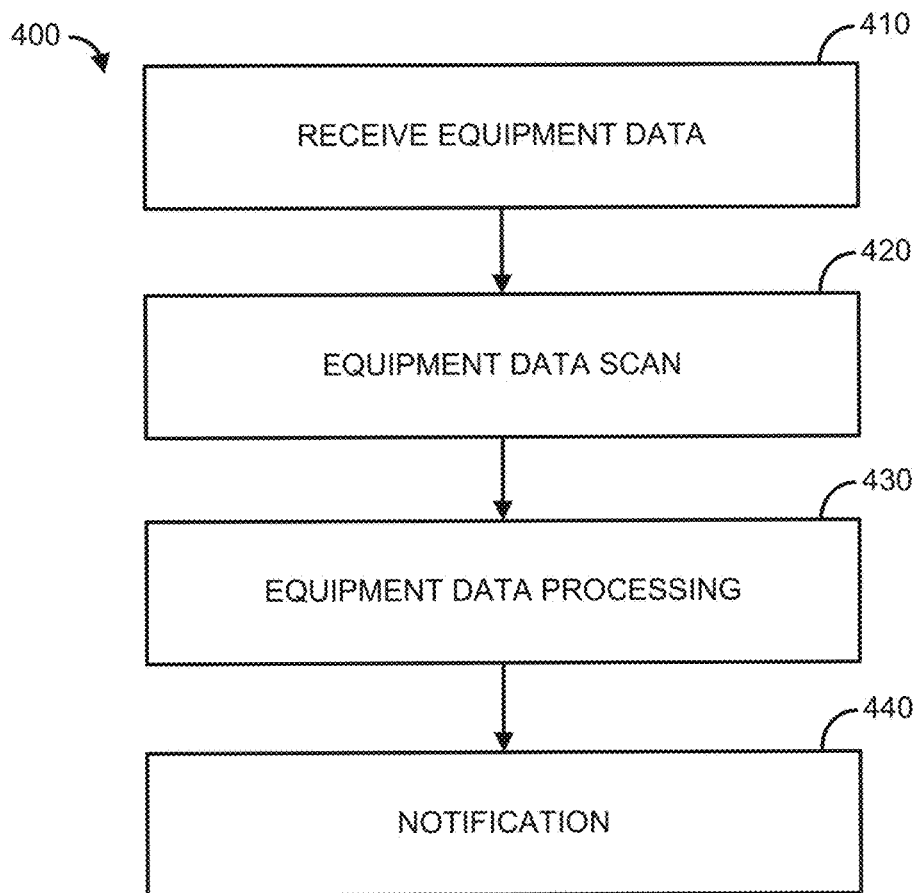 400
410
RECEIVE EQUIPMENT DATA
420
EQUIPMENT DATA SCAN
430
EQUIPMENT DATA PROCESSING
440
NOTIFICATION